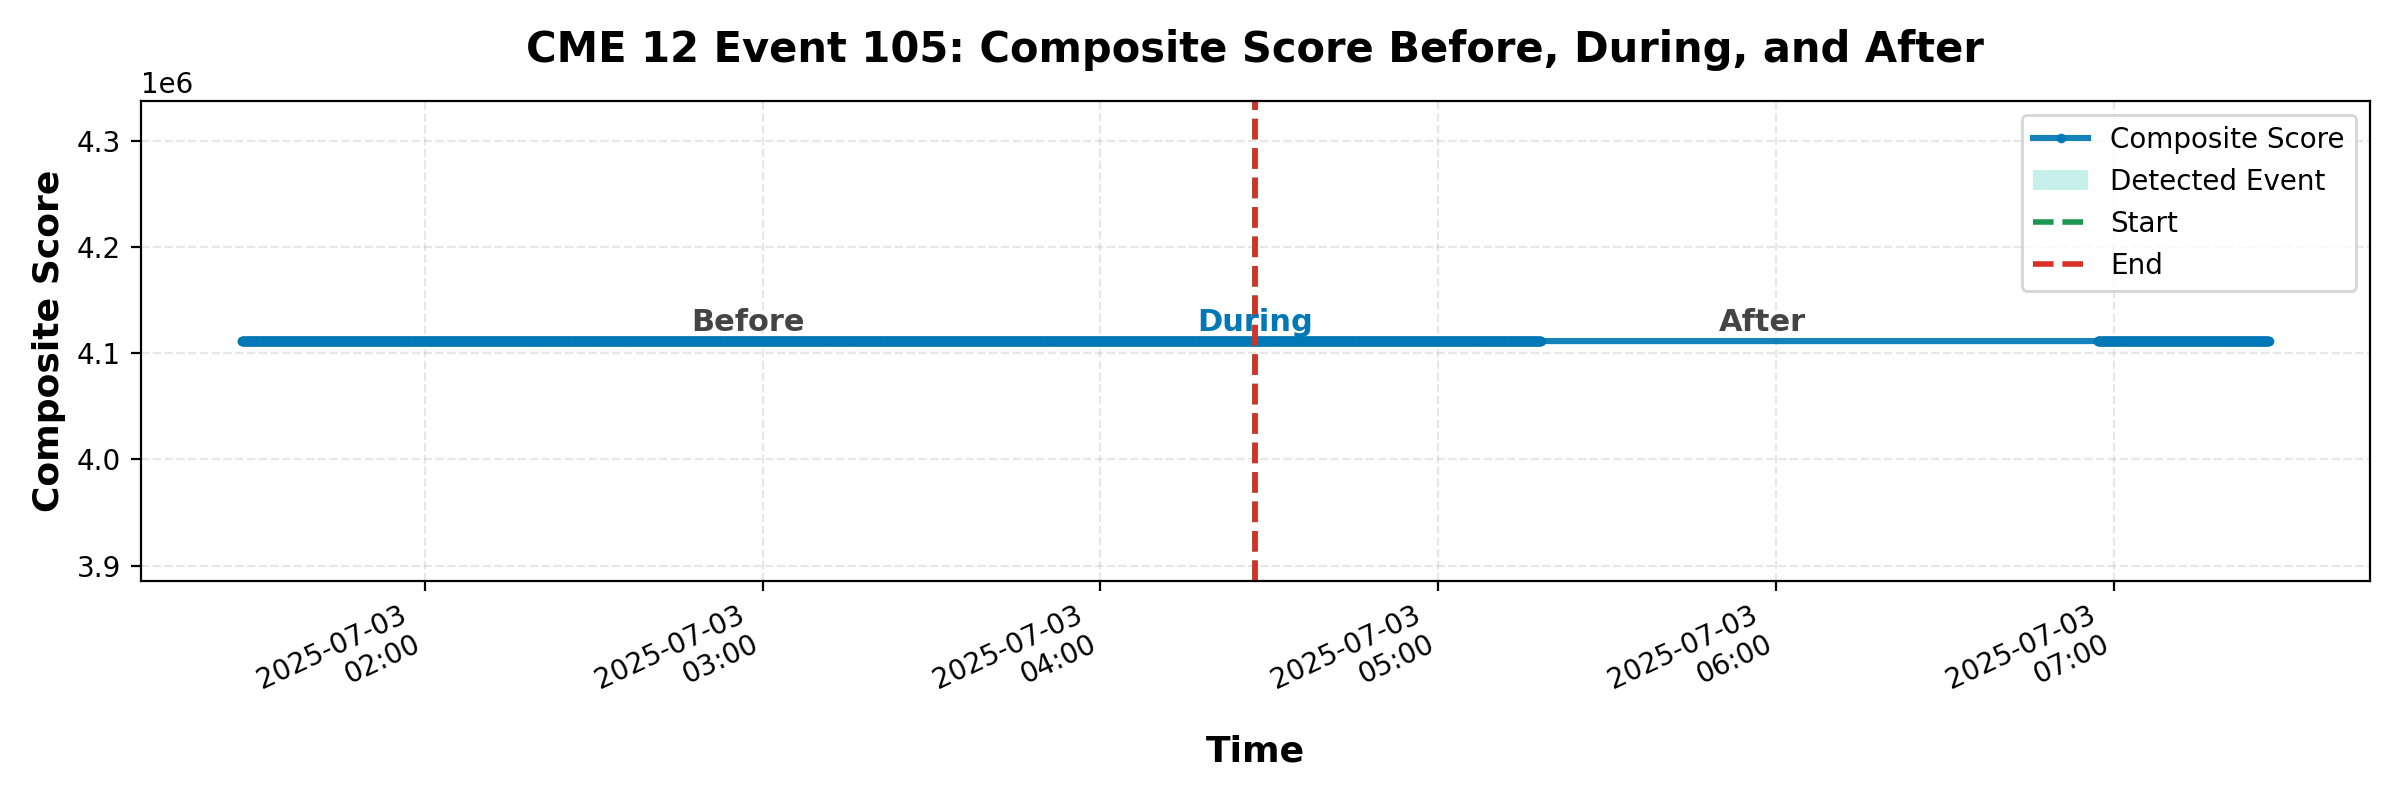 CME 12 Event 105: Composite Score Before, During, and After
1e6
4.3
4.2
4.1
4.0
3.9
Composite Score
Before
During
After
Composite Score
Detected Event
Start
End
2025-07-03
02:00
2025-07-03
03:00
2025-07-03
04:00
2025-07-03
05:00
2025-07-03
06:00
2025-07-03
07:00
Time